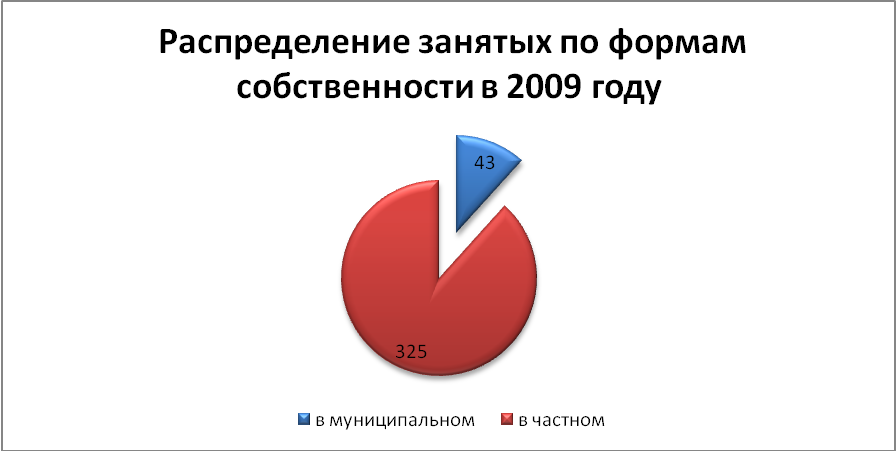 Распределение занятых по формам
собственности в 2009 году
43
325
в муниципальном
в частном